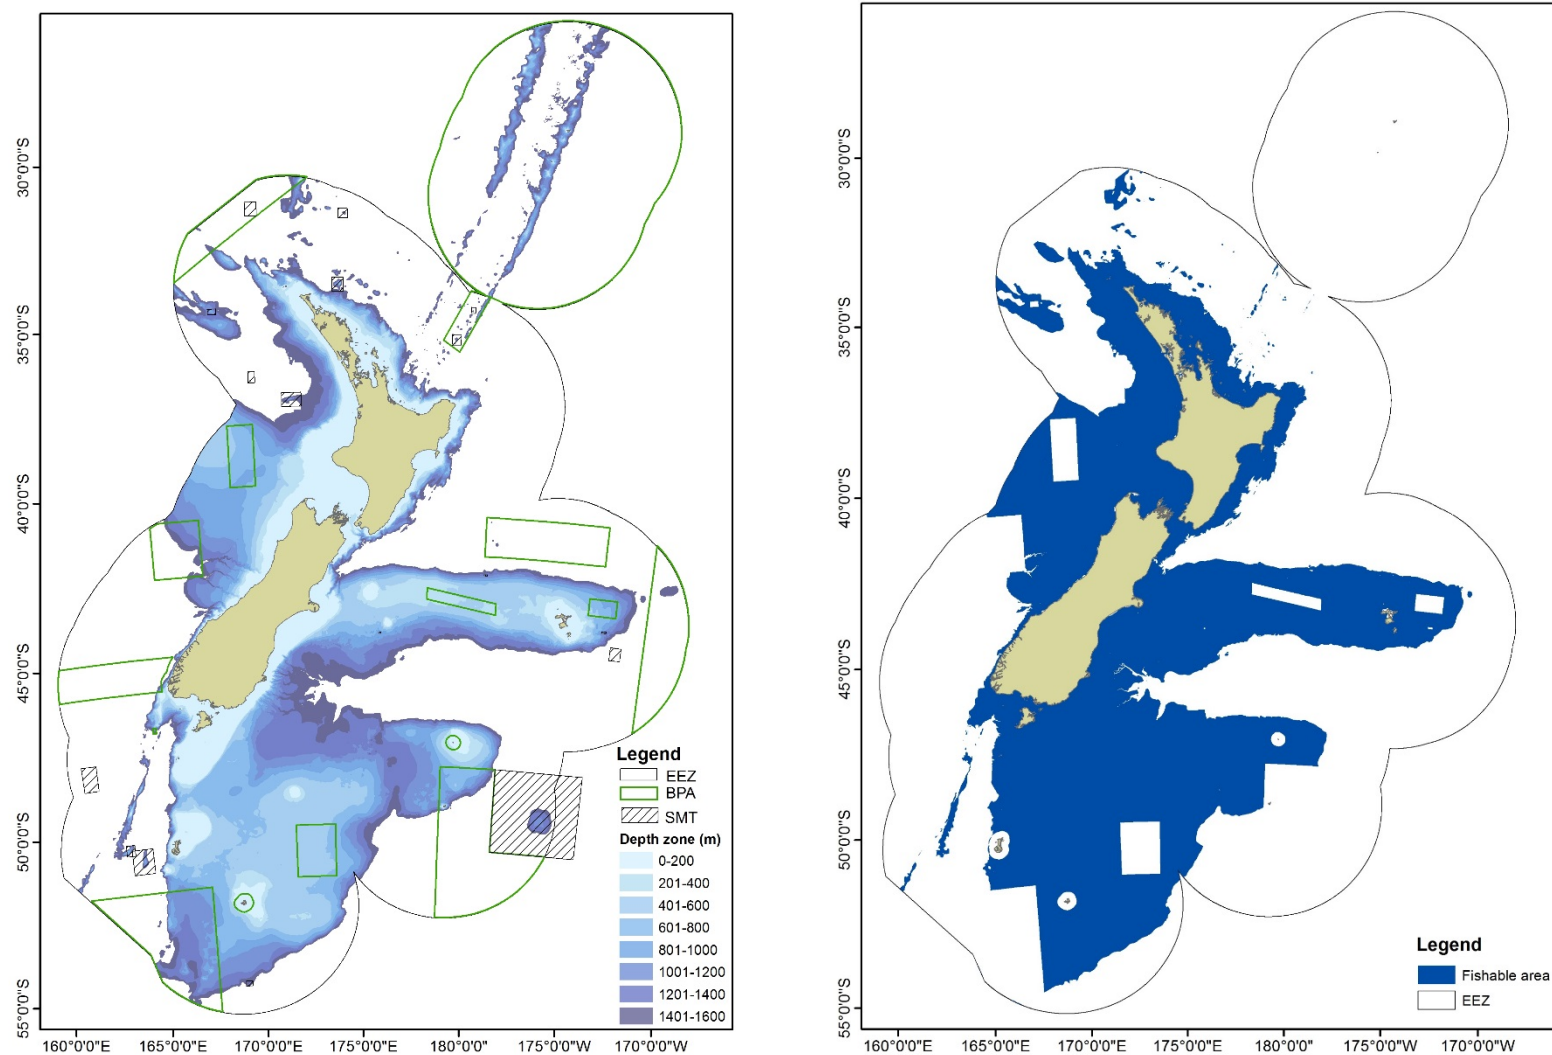 30°0'0"S
35°0'0"S
40°0'0"S
45°0'0"S
50°0'0"S
55°0'0"S
160°0'0"E
165°0'0"E
170°0'0"E
175°0'0"E
180°0'0"
175°0'0"W
170°0'0"W
Legend
EEZ
BPA
SMT
Depth zone (m)
0-200
201-400
401-600
601-800
801-1000
1001-1200
1201-1400
1401-1600
30°0'0"S
35°0'0"S
40°0'0"S
45°0'0"S
50°0'0"S
55°0'0"S
160°0'0"E
165°0'0"E
170°0'0"E
175°0'0"E
180°0'0"
175°0'0"W
170°0'0"W
Legend
Fishable area
EEZ